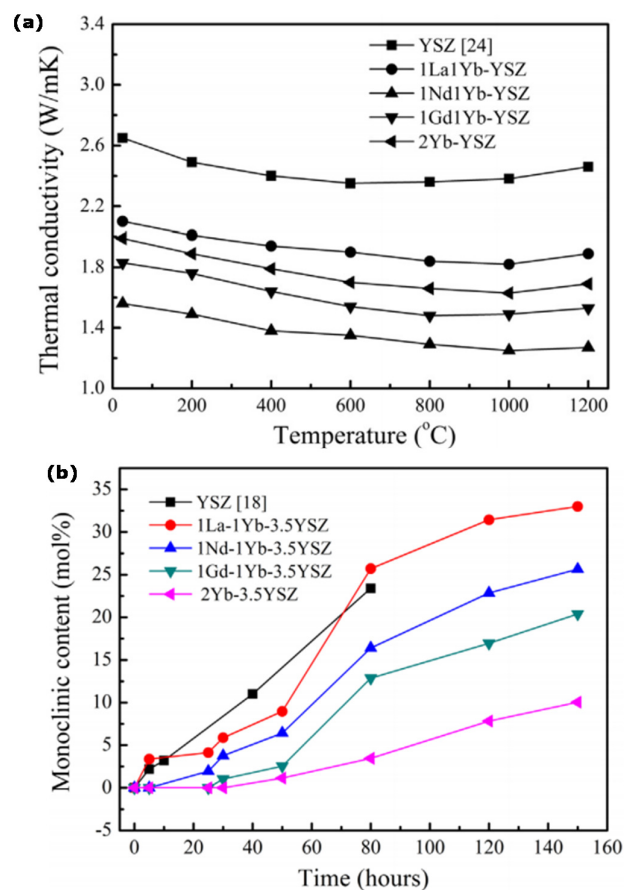 (a)
3.4
3.0
2.6
2.2
1.8
1.4
1.0
Thermal conductivity (W/mK)
YSZ [24]
1La1Yb-YSZ
1Nd1Yb-YSZ
1Gd1Yb-YSZ
2Yb-YSZ
0 200 400 600 800 1000 1200
Temperature (°C)
(b)
35
30
25
20
15
10
5
0
-5
Monoclinic content (mol%)
YSZ [18]
1La-1Yb-3.5YSZ
1Nd-1Yb-3.5YSZ
1Gd-1Yb-3.5YSZ
2Yb-3.5YSZ
0 20 40 60 80 100 120 140 160
Time (hours)